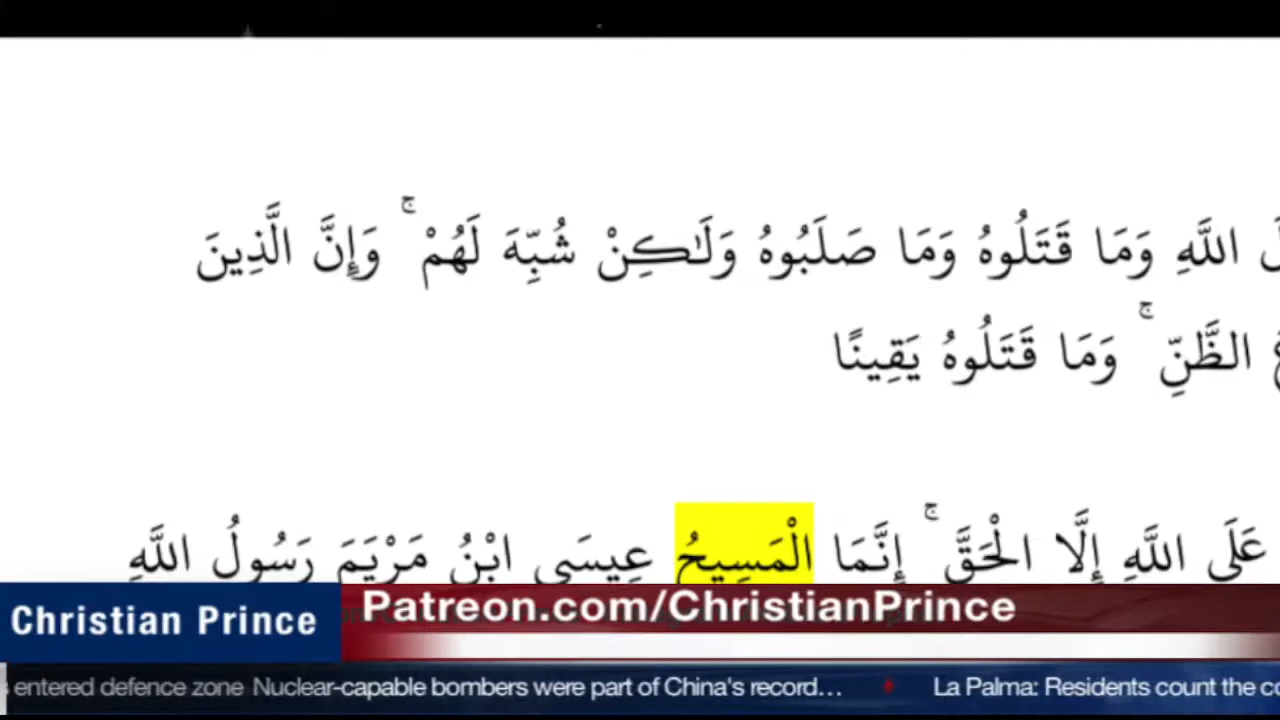 اللَّهِ وَمَا قَتَلُوهُ وَمَا صَلَبُوهُ وَلَٰكِنْ شُبِّهَ لَهُمْ ۚ وَإِنَّ الَّذِينَ
الظَّنِّ ۚ وَمَا قَتَلُوهُ يَقِينًا
عَلَى اللَّهِ إِلَّا الْحَقَّ ۚ إِنَّمَا الْمَسِيحُ عِيسَى ابْنُ مَرْيَمَ رَسُولُ اللَّهِ
Christian Prince
Patreon.com/ChristianPrince
entered defence zone Nuclear-capable bombers were part of China's record… La Palma: Residents count the